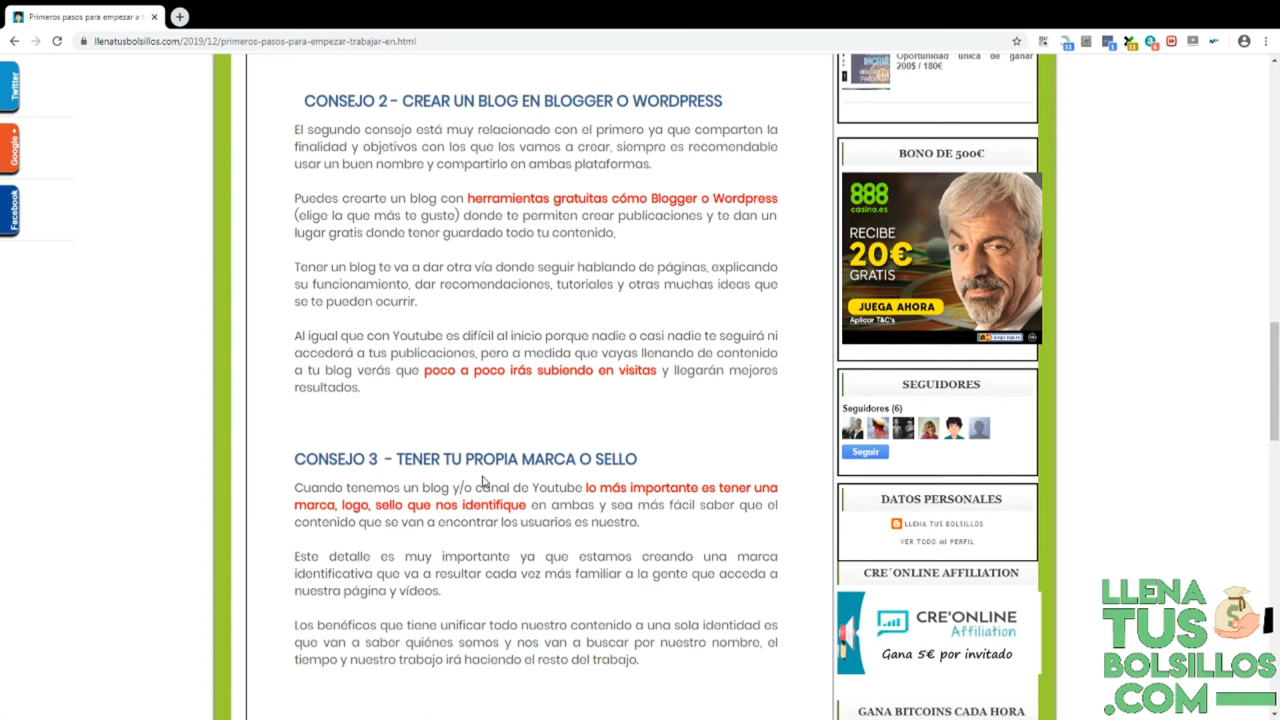 Primeros pasos para empezar a
llenatusbolsillos.com/2019/12/primeros-pasos-para-empezar-trabajar-en.html
Twitter
Google +
Facebook
CONSEJO 2 - CREAR UN BLOG EN BLOGGER O WORDPRESS
El segundo consejo está muy relacionado con el primero ya que comparten la
finalidad y objetivos con los que los vamos a crear, siempre es recomendable
usar un buen nombre y compartirlo en ambas plataformas.
Puedes crearte un blog con herramientas gratuitas cómo Blogger o Wordpress
(elige la que más te guste) donde te permiten crear publicaciones y te dan un
lugar gratis donde tener guardado todo tu contenido,
Tener un blog te va a dar otra vía donde seguir hablando de páginas, explicando
su funcionamiento, dar recomendaciones, tutoriales y otras muchas ideas que
se te pueden ocurrir.
Al igual que con Youtube es difícil al inicio porque nadie o casi nadie te seguirá ni
accederá a tus publicaciones, pero a medida que vayas llenando de contenido
a tu blog verás que poco a poco irás subiendo en visitas y llegarán mejores
resultados.
CONSEJO 3 - TENER TU PROPIA MARCA O SELLO
Cuando tenemos un blog y/o canal de Youtube lo más importante es tener una
marca, logo, sello que nos identifique en ambas y sea más fácil saber que el
contenido que se van a encontrar los usuarios es nuestro.
Este detalle es muy importante ya que estamos creando una marca
identificativa que va a resultar cada vez más familiar a la gente que acceda a
nuestra página y vídeos.
Los benéficos que tiene unificar todo nuestro contenido a una sola identidad es
que van a saber quiénes somos y nos van a buscar por nuestro nombre, el
tiempo y nuestro trabajo irá haciendo el resto del trabajo.
Oportunidad única de ganar
200$ / 180€
BONO DE 500€
888
casino.es
RECIBE
20€
GRATIS
JUEGA AHORA
Aplicar T&C's
SEGUIDORES
Seguidores (6)
Seguir
DATOS PERSONALES
LLENA TUS BOLSILLOS
VER TODO MI PERFIL
CRE´ONLINE AFFILIATION
CRE'ONLINE
Affiliation
Gana 5€ por invitado
GANA BITCOINS CADA HORA
LLENA
TUS
BOLSILLOS
.COM